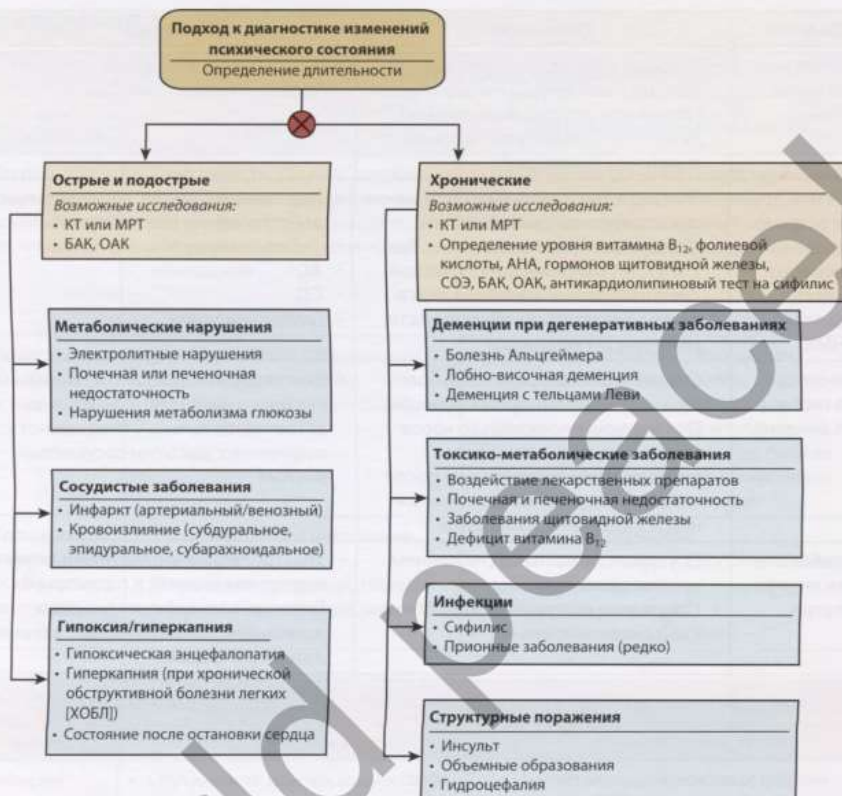 Подход к диагностике изменений
психического состояния
Определение длительности
Острые и подострые
Возможные исследования:
• КТ или МРТ
• БАК, ОАК
Метаболические нарушения
• Электролитные нарушения
• Почечная или печеночная
недостаточность
• Нарушения метаболизма глюкозы
Сосудистые заболевания
• Инфаркт (артериальный/венозный)
• Кровоизлияние (субдуральное,
эпидуральное, субарахноидальное)
Гипоксия/гиперкапния
• Гипоксическая энцефалопатия
• Гиперкапния (при хронической
обструктивной болезни легких
[ХОБЛ])
• Состояние после остановки сердца
Хронические
Возможные исследования:
• КТ или МРТ
• Определение уровня витамина B₁₂, фолиевой
кислоты, АНА, гормонов щитовидной железы,
СОЭ, БАК, ОАК, антикардиолипиновый тест на сифилис
Деменции при дегенеративных заболеваниях
• Болезнь Альцгеймера
• Лобно-височная деменция
• Деменция с тельцами Леви
Токсико-метаболические заболевания
• Воздействие лекарственных препаратов
• Почечная и печеночная недостаточность
• Заболевания щитовидной железы
• Дефицит витамина B₁₂
Инфекции
• Сифилис
• Прионные заболевания (редко)
Структурные поражения
• Инсульт
• Объемные образования
• Гидроцефалия
ld peace!